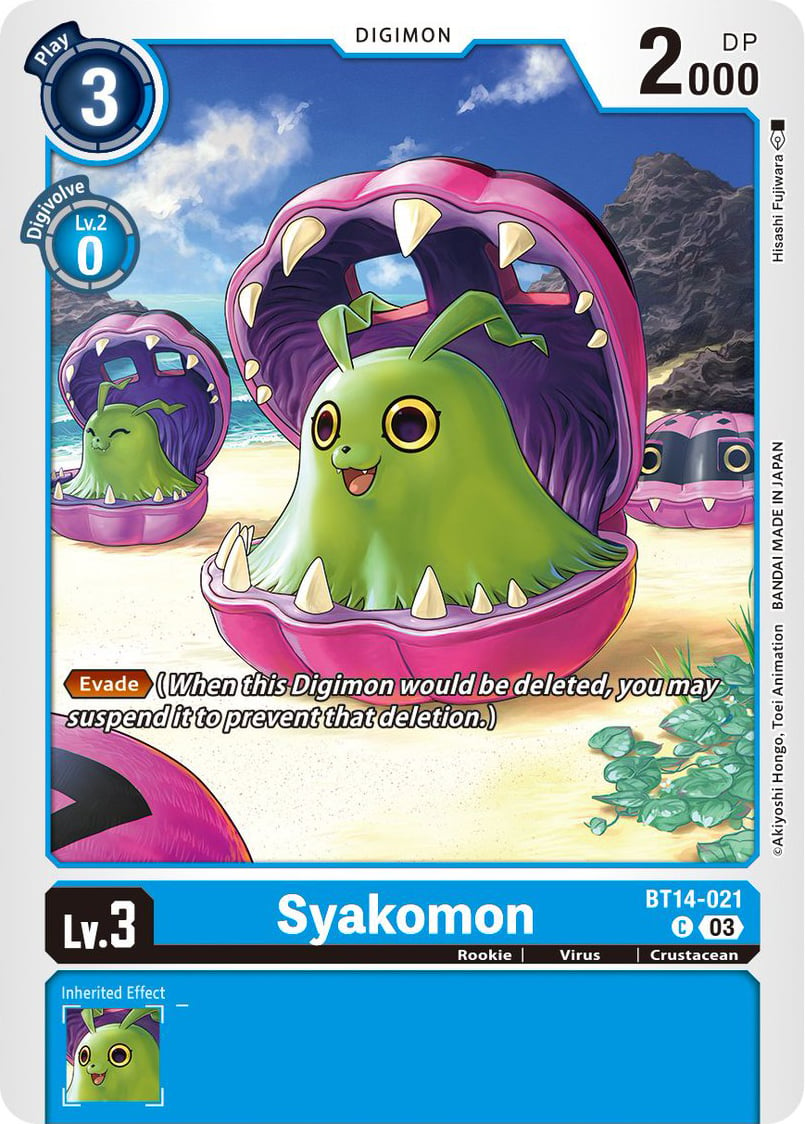 Play
3
DIGIMON
DP
2000
Digivolve
Lv.2
0
Hisashi Fujiwara
©Akiyoshi Hongo, Toei Animation BANDAI MADE IN JAPAN
Evade (When this Digimon would be deleted, you may
suspend it to prevent that deletion.)
Lv.3
Syakomon
BT14-021
C 03
Rookie | Virus | Crustacean
Inherited Effect
—